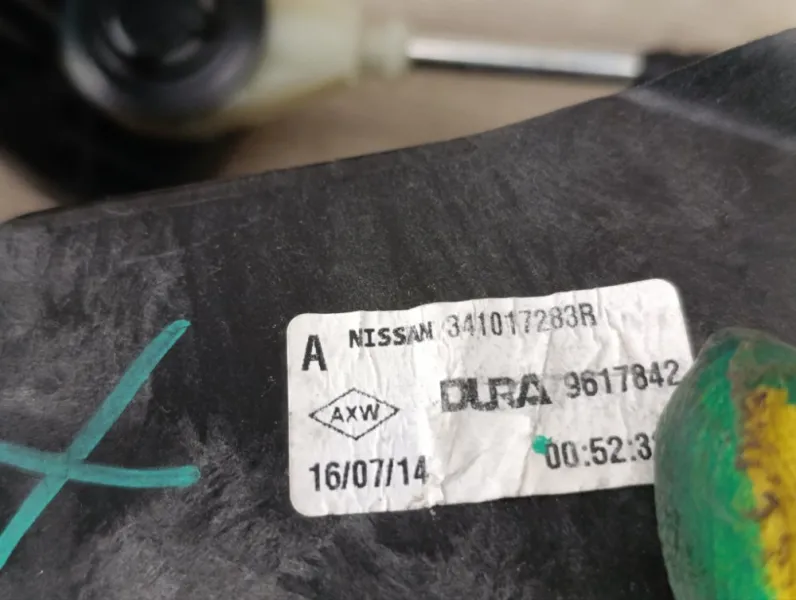 A NISSAN 341017283R
AXW DURA 9617842
16/07/14 00:52:3